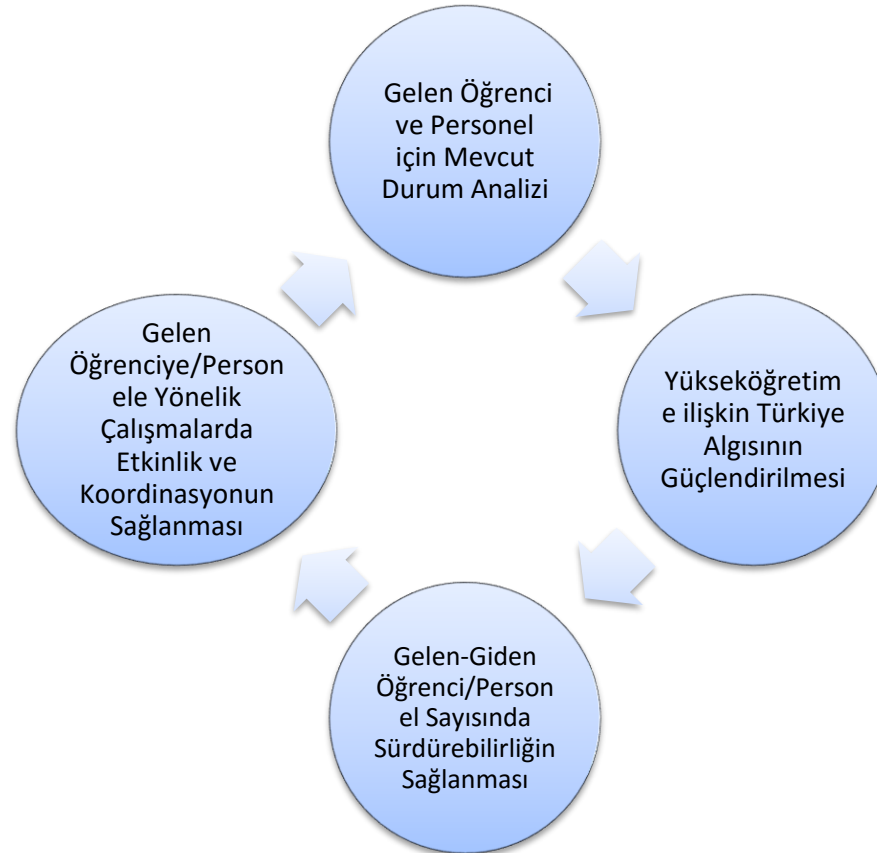 Gelen Öğrenci
ve Personel
için Mevcut
Durum Analizi
Yükseköğretim
e ilişkin Türkiye
Algısının
Güçlendirilmesi
Gelen-Giden
Öğrenci/Person
el Sayısında
Sürdürebilirliğin
Sağlanması
Gelen
Öğrenciye/Person
ele Yönelik
Çalışmalarda
Etkinlik ve
Koordinasyonun
Sağlanması